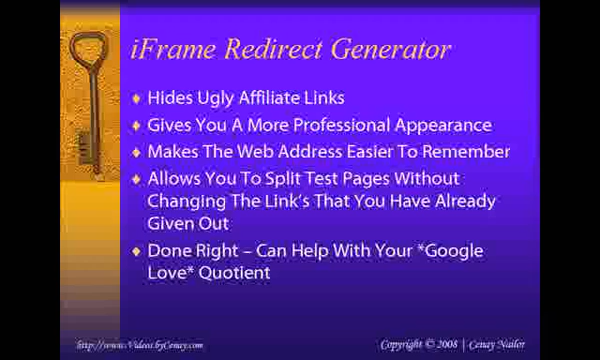 iFrame Redirect Generator
Hides Ugly Affiliate Links
Gives You A More Professional Appearance
Makes The Web Address Easier To Remember
Allows You To Split Test Pages Without
Changing The Link's That You Have Already
Given Out
Done Right – Can Help With Your *Google
Love* Quotient
http://www.VideosbyCenay.com
Copyright © 2008 | Cenay Nailor